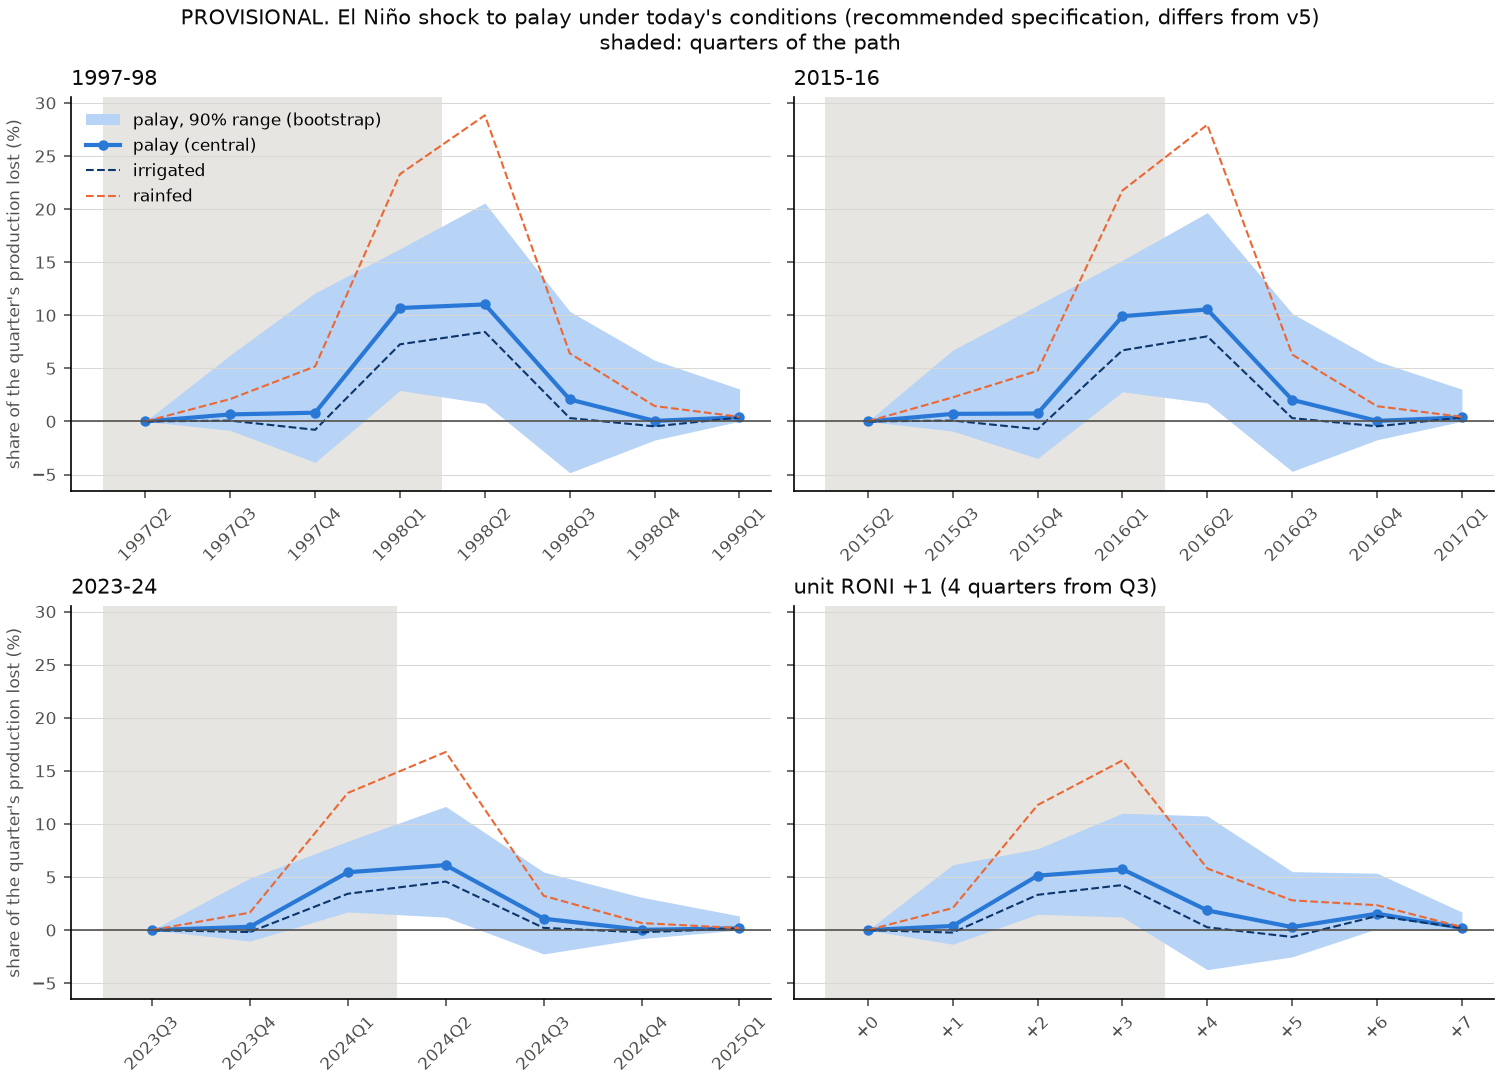 PROVISIONAL. El Niño shock to palay under today's conditions (recommended specification, differs from v5)
shaded: quarters of the path
1997-98
share of the quarter's production lost (%)
30
25
20
15
10
5
0
−5
palay, 90% range (bootstrap)
palay (central)
irrigated
rainfed
1997Q2
1997Q3
1997Q4
1998Q1
1998Q2
1998Q3
1998Q4
1999Q1
2015-16
2015Q2
2015Q3
2015Q4
2016Q1
2016Q2
2016Q3
2016Q4
2017Q1
2023-24
share of the quarter's production lost (%)
30
25
20
15
10
5
0
−5
2023Q3
2023Q4
2024Q1
2024Q2
2024Q3
2024Q4
2025Q1
unit RONI +1 (4 quarters from Q3)
+0
+1
+2
+3
+4
+5
+6
+7